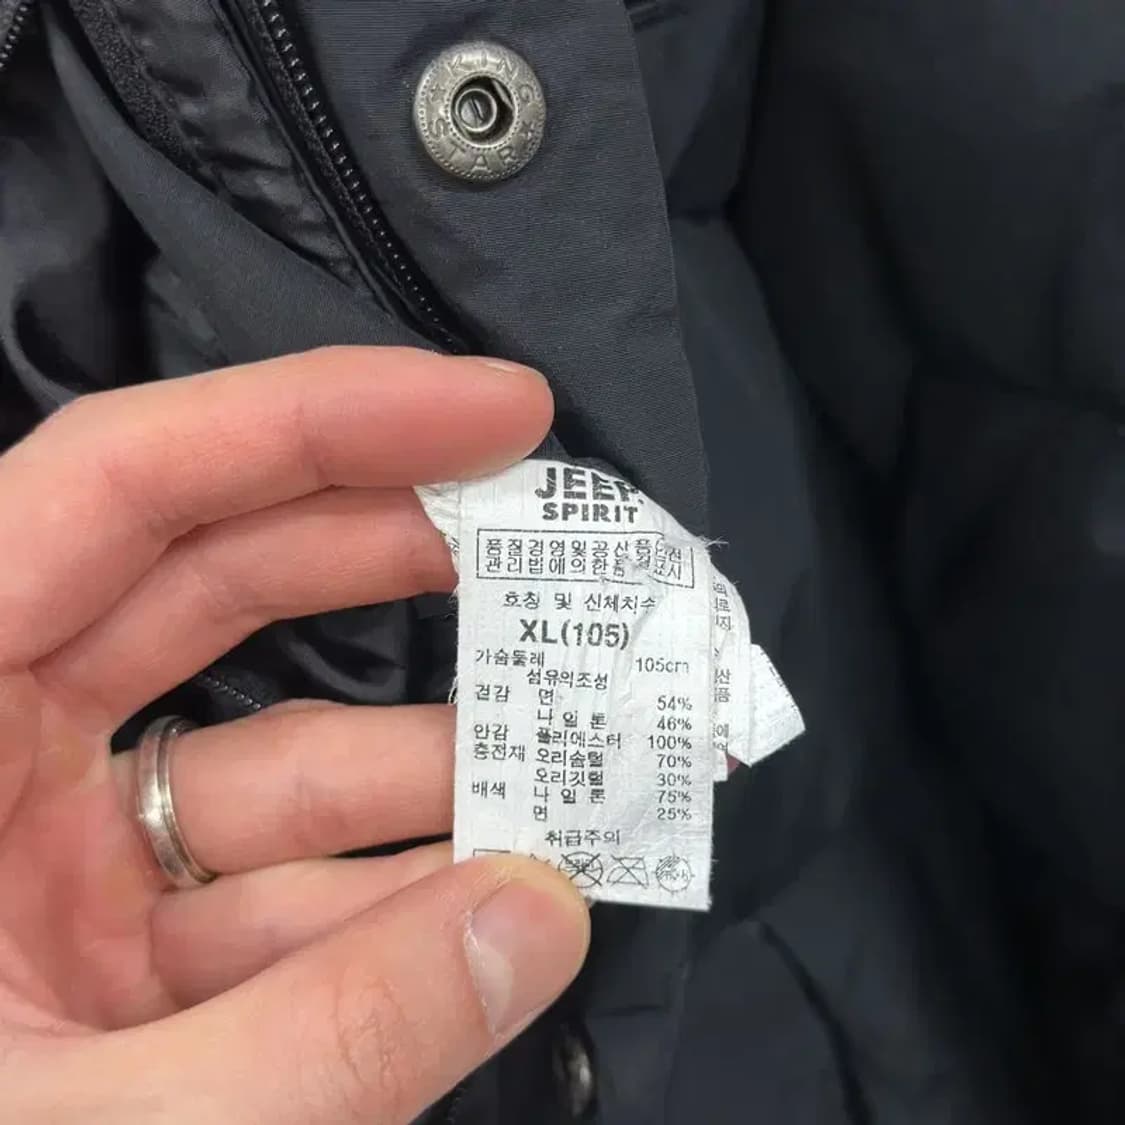 KING
STAR
JEEP
SPIRIT
품질경영및공산품안전
관리법에의한품질표시
호칭 및 신체치수
XL(105)
가슴둘레 105cm
섬유의조성
겉감 면 54%
나 일 론 46%
안감 폴리에스터 100%
충전재 오리솜털 70%
오리깃털 30%
배색 나 일 론 75%
면 25%
취급주의